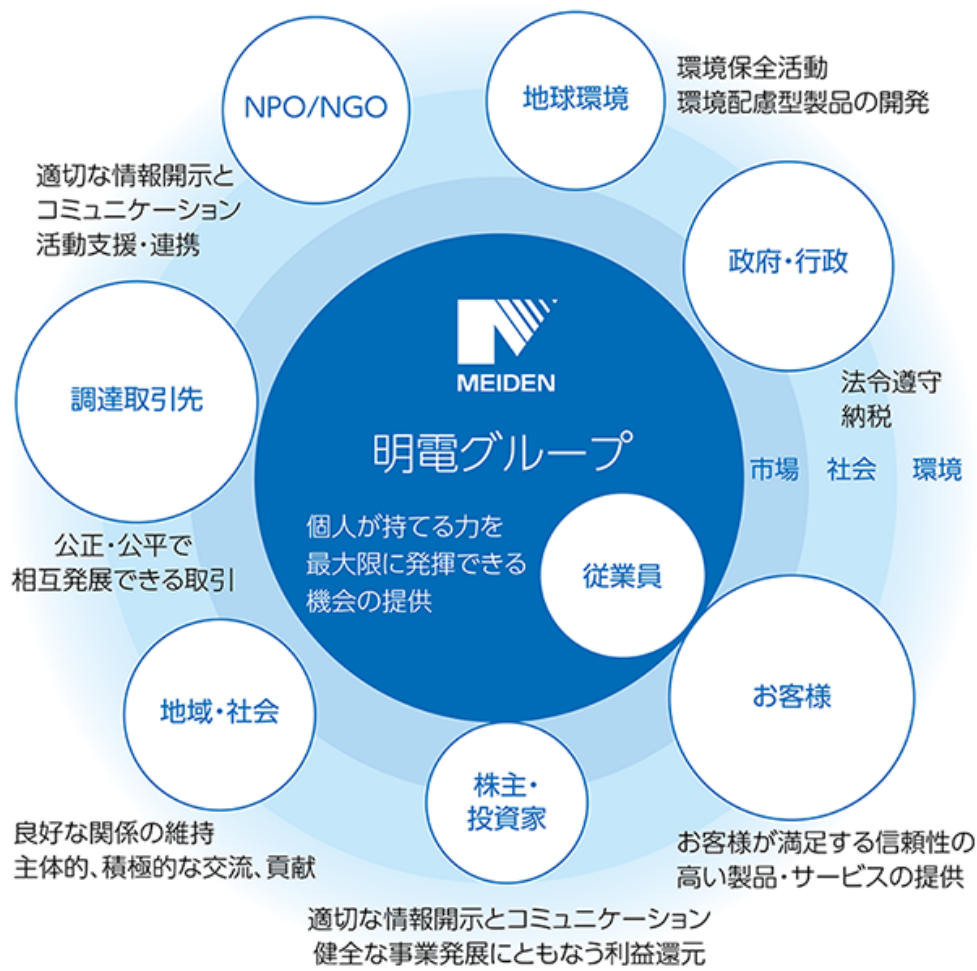 NPO/NGO
適切な情報開示と
コミュニケーション
活動支援・連携
地球環境
環境保全活動
環境配慮型製品の開発
政府・行政
法令遵守
納税
市場 社会 環境
調達取引先
公正・公平で
相互発展できる取引
MEIDEN
明電グループ
個人が持てる力を
最大限に発揮できる
機会の提供
従業員
お客様
お客様が満足する信頼性の
高い製品・サービスの提供
地域・社会
良好な関係の維持
主体的、積極的な交流、貢献
株主・
投資家
適切な情報開示とコミュニケーション
健全な事業発展にともなう利益還元